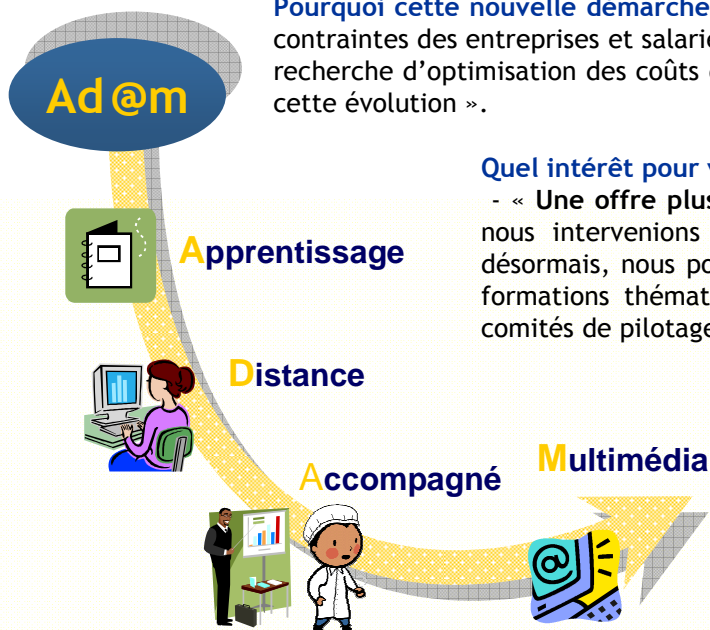 Pourquoi cette nouvelle démarche
contraintes des entreprises et salarié
recherche d’optimisation des coûts
cette évolution ».
Ad@m
Quel intérêt pour
- « Une offre plus
nous intervenions
désormais, nous po
formations thémat
comités de pilotage
Apprentissage
Distance
Accompagné
Multimédia
@